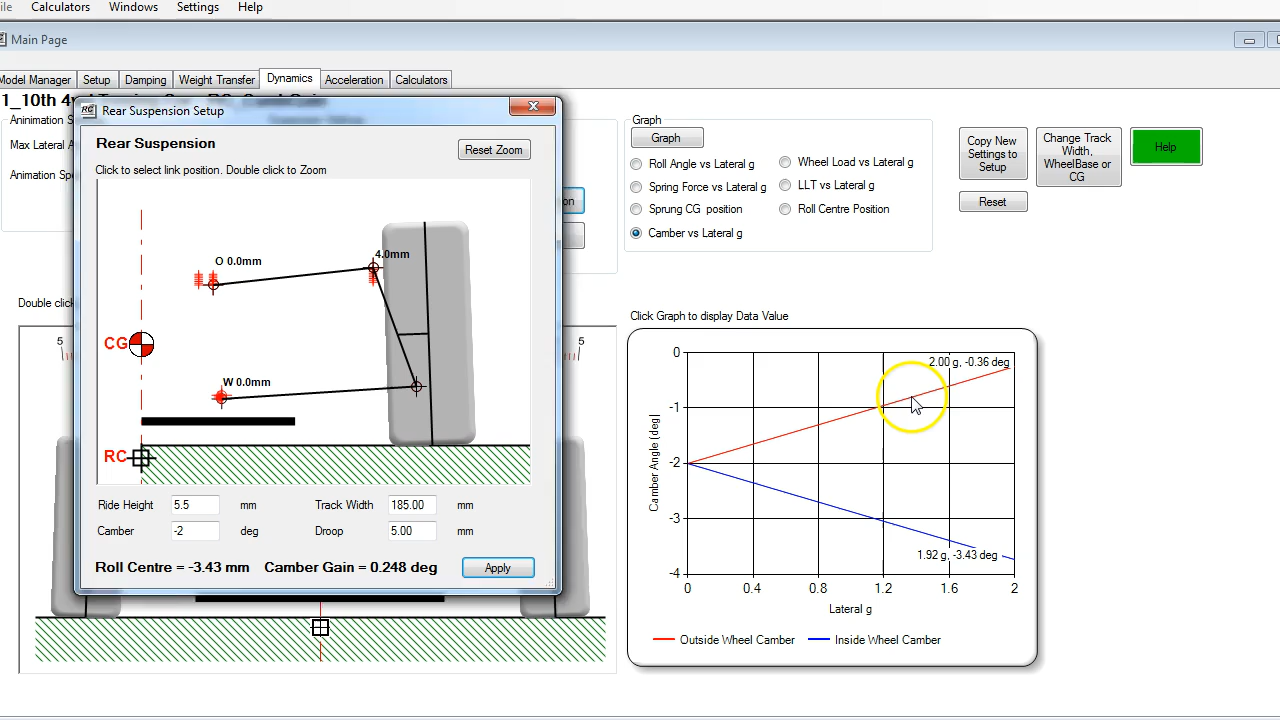 ile Calculators Windows Settings Help
Main Page
Model Manager Setup Damping Weight Transfer Dynamics Acceleration Calculators
1_10th 4w
Rear Suspension Setup
Rear Suspension
Reset Zoom
Click to select link position. Double click to Zoom
O 0.0mm
4.0mm
CG
W 0.0mm
RC
Ride Height 5.5 mm Track Width 185.00 mm
Camber -2 deg Droop 5.00 mm
Roll Centre = -3.43 mm Camber Gain = 0.248 deg Apply
Aninimation S
Max Lateral A
Animation Spe
on
Double click
5
5
Graph
Graph
Roll Angle vs Lateral g
Wheel Load vs Lateral g
Spring Force vs Lateral g
LLT vs Lateral g
Sprung CG position
Roll Centre Position
Camber vs Lateral g
Copy New
Settings to
Setup
Change Track
Width,
WheelBase or
CG
Help
Reset
Click Graph to display Data Value
0
-1
-2
-3
-4
Camber Angle (deg)
2.00 g, -0.36 deg
1.92 g, -3.43 deg
0 0.4 0.8 1.2 1.6 2
Lateral g
Outside Wheel Camber Inside Wheel Camber